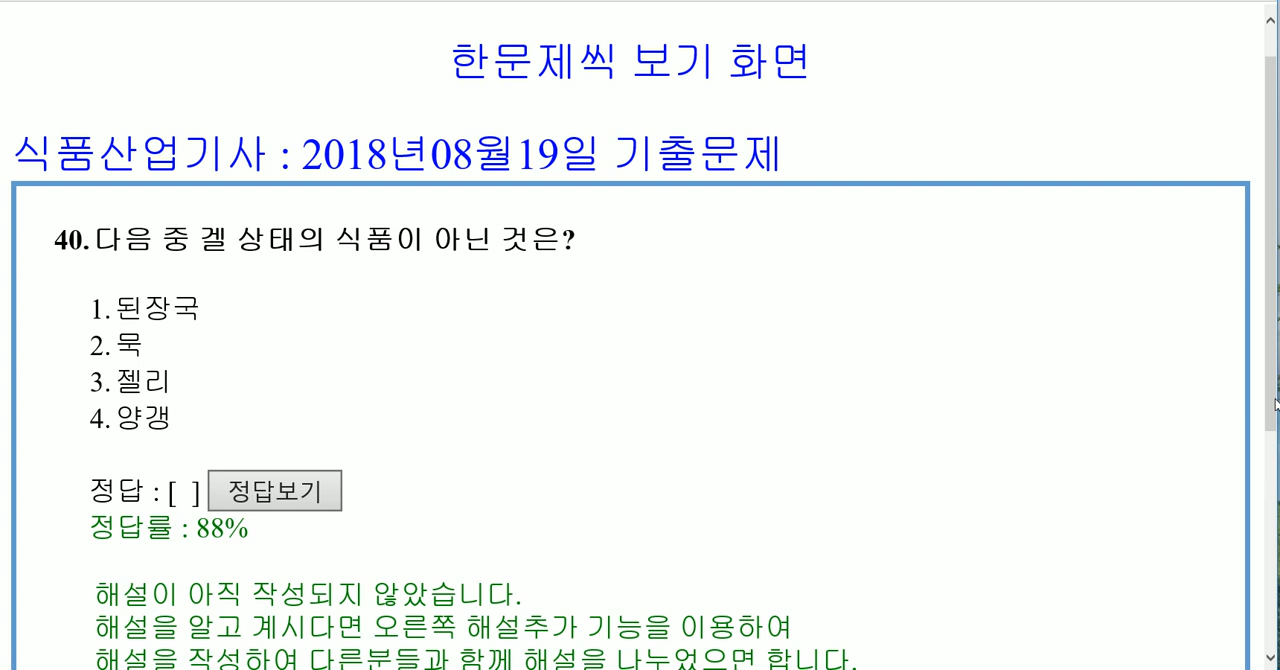 한문제씩 보기 화면
식품산업기사 : 2018년08월19일 기출문제
40. 다음 중 겔 상태의 식품이 아닌 것은?
1. 된장국
2. 묵
3. 젤리
4. 양갱
정답 : [ ] 정답보기
정답률 : 88%
해설이 아직 작성되지 않았습니다.
해설을 알고 계시다면 오른쪽 해설추가 기능을 이용하여
해설을 작성하여 다른분들과 함께 해설을 나누었으면 합니다.